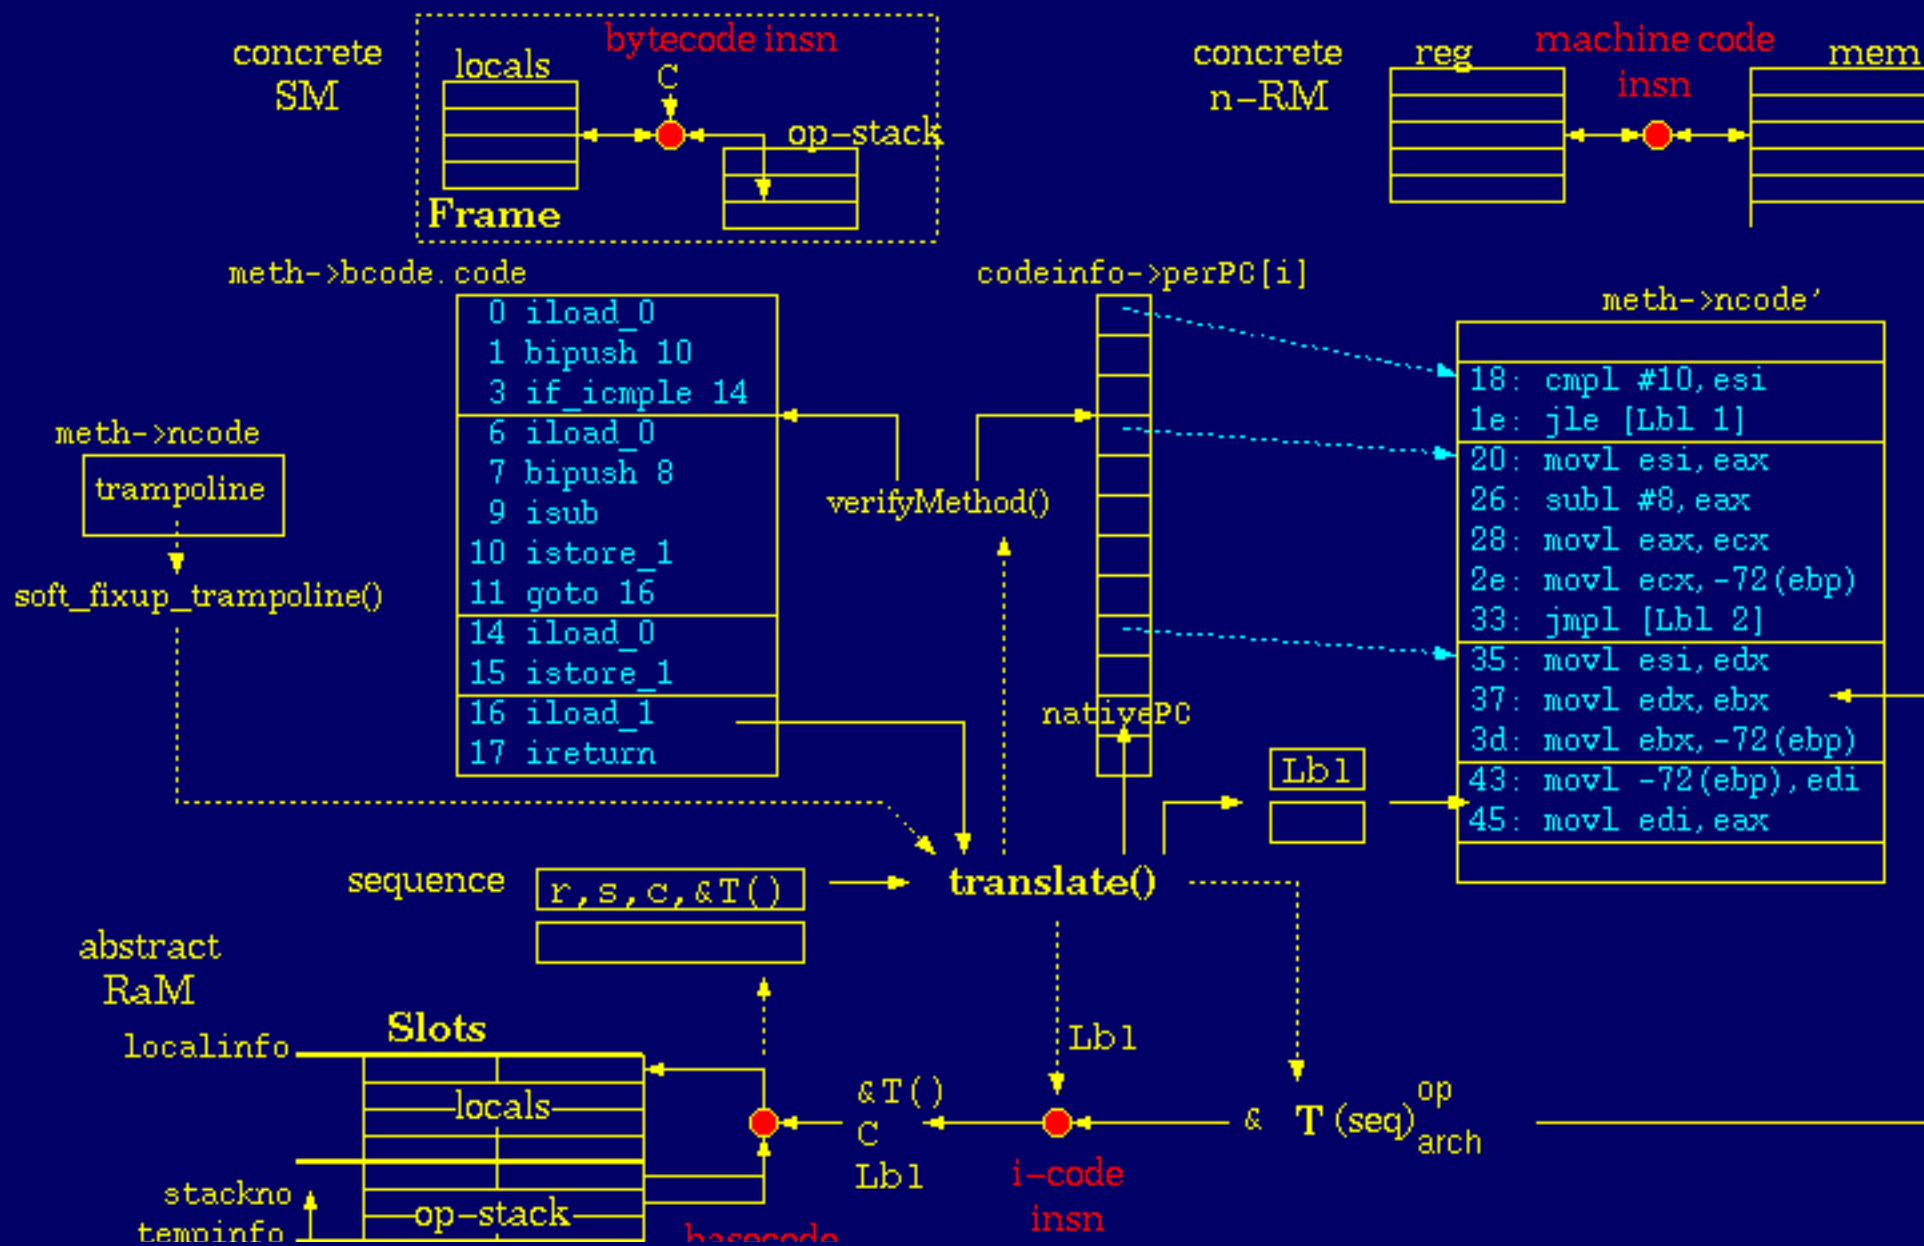 concrete
SM
bytecode insn
locals
C
op-stack
Frame
concrete
n-RM
reg
machine code
insn
mem
meth->bcode.code
0 iload_0
1 bipush 10
3 if_icmple 14
6 iload_0
7 bipush 8
9 isub
10 istore_1
11 goto 16
14 iload_0
15 istore_1
16 iload_1
17 ireturn
codeinfo->perPC[i]
meth->ncode'
18: cmpl #10,esi
1e: jle [Lbl 1]
20: movl esi,eax
26: subl #8,eax
28: movl eax,ecx
2e: movl ecx,-72(ebp)
33: jmpl [Lbl 2]
35: movl esi,edx
37: movl edx,ebx
3d: movl ebx,-72(ebp)
43: movl -72(ebp),edi
45: movl edi,eax
meth->ncode
trampoline
soft_fixup_trampoline()
verifyMethod()
nativePC
Lbl
sequence
r,s,c,&T()
translate()
abstract
RaM
Slots
localinfo
locals
stackno
tempinfo
op-stack
Lbl
&T()
C
Lbl
i-code
insn
& T (seq) op
arch
basecode